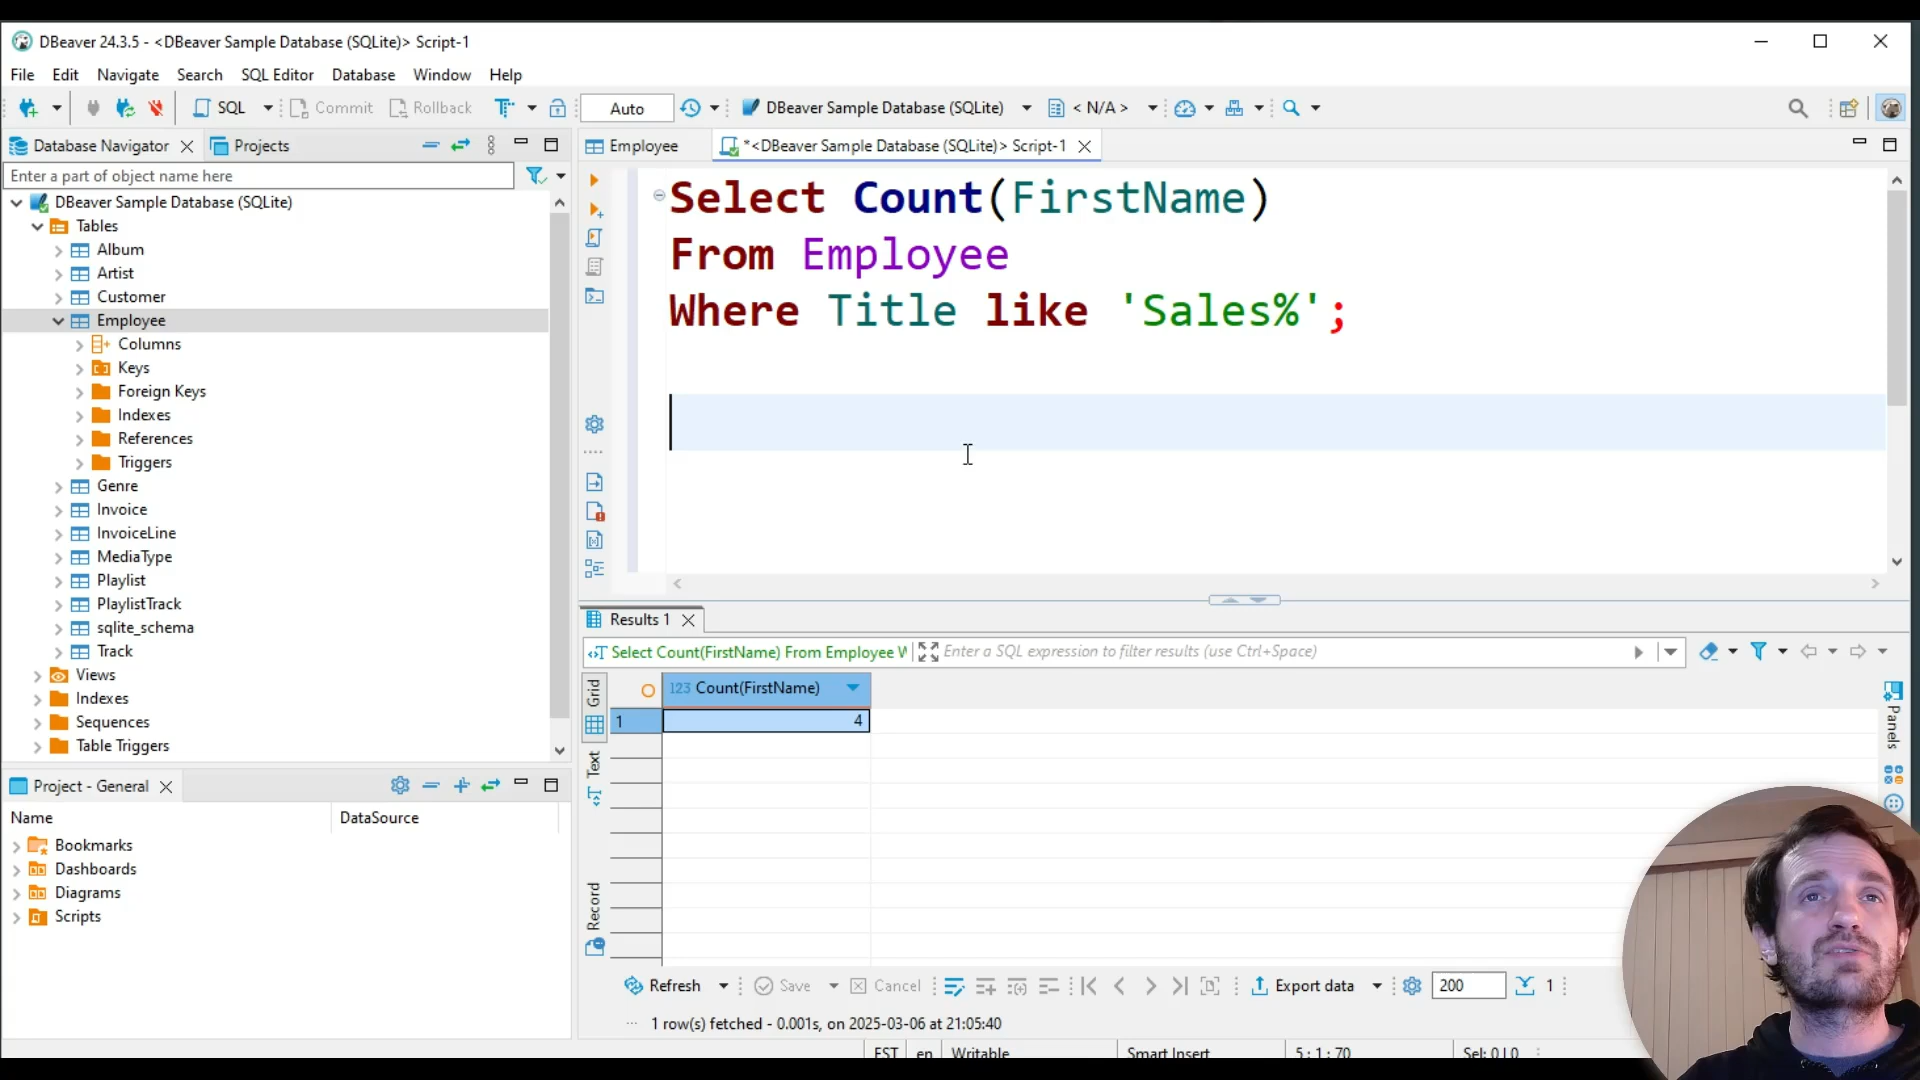 DBeaver 24.3.5 - <DBeaver Sample Database (SQLite)> Script-1
File Edit Navigate Search SQL Editor Database Window Help
SQL Commit Rollback Auto DBeaver Sample Database (SQLite) < N/A >
Database Navigator Projects
Enter a part of object name here
DBeaver Sample Database (SQLite)
Tables
Album
Artist
Customer
Employee
Columns
Keys
Foreign Keys
Indexes
References
Triggers
Genre
Invoice
InvoiceLine
MediaType
Playlist
PlaylistTrack
sqlite_schema
Track
Views
Indexes
Sequences
Table Triggers
Project - General
Name DataSource
Bookmarks
Dashboards
Diagrams
Scripts
Employee *<DBeaver Sample Database (SQLite)> Script-1
Select Count(FirstName)
From Employee
Where Title like 'Sales%';
Results 1
Select Count(FirstName) From Employee W Enter a SQL expression to filter results (use Ctrl+Space)
Grid
Text
Record
123 Count(FirstName)
1 4
Panels
Refresh Save Cancel Export data 200 1
1 row(s) fetched - 0.001s, on 2025-03-06 at 21:05:40
EST en Writable Smart Insert 5 : 1 : 70 Sel: 0 | 0